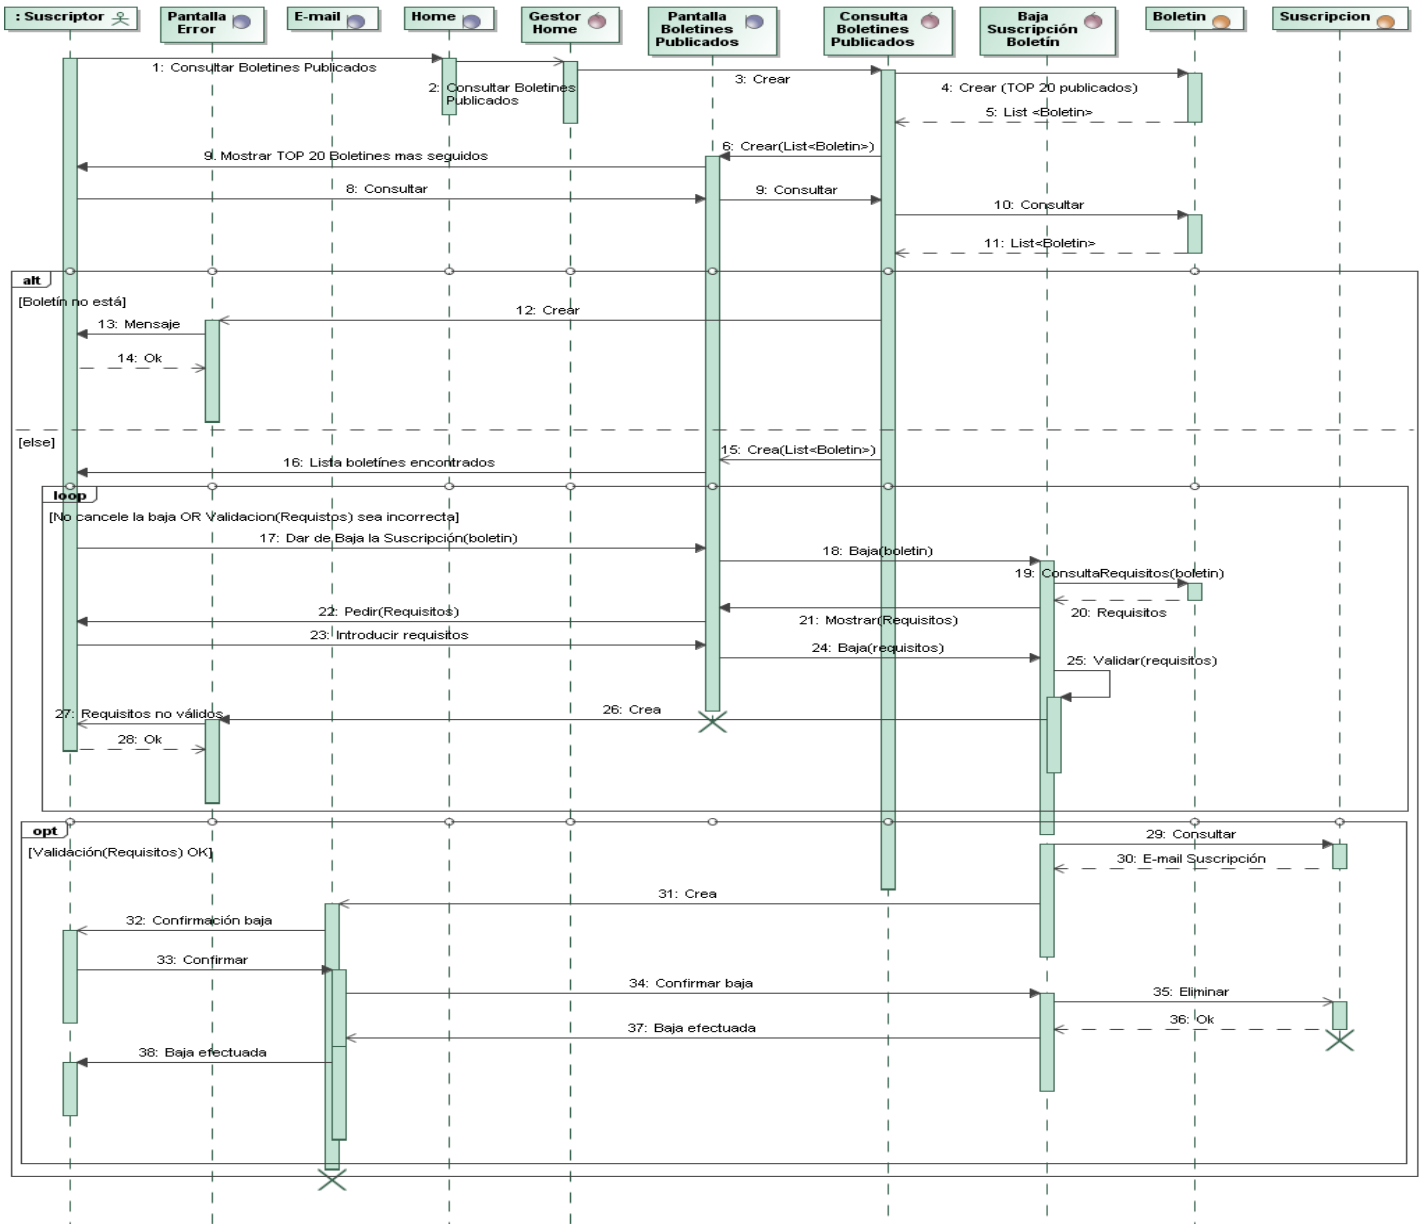 : Suscriptor
Pantalla
Error
E-mail
Home
Gestor
Home
Pantalla
Boletines
Publicados
Consulta
Boletines
Publicados
Baja
Suscripción
Boletín
Boletin
Suscripcion
1: Consultar Boletines Publicados
2: Consultar Boletines
Publicados
3: Crear
4: Crear (TOP 20 publicados)
5: List <Boletin>
6: Crear(List<Boletin>)
9. Mostrar TOP 20 Boletines mas seguidos
8: Consultar
9: Consultar
10: Consultar
11: List<Boletin>
alt
[Boletín no está]
12: Crear
13: Mensaje
14: Ok
[else]
15: Crea(List<Boletin>)
16: Lista boletínes encontrados
loop
[No cancele la baja OR Validacion(Requistos) sea incorrecta]
17: Dar de Baja la Suscripción(boletin)
18: Baja(boletin)
19: ConsultaRequisitos(boletin)
20: Requisitos
21: Mostrar(Requisitos)
22: Pedir(Requisitos)
23: Introducir requisitos
24: Baja(requisitos)
25: Validar(requisitos)
26: Crea
27: Requisitos no válidos
28: Ok
opt
[Validación(Requisitos) OK]
29: Consultar
30: E-mail Suscripción
31: Crea
32: Confirmación baja
33: Confirmar
34: Confirmar baja
35: Eliminar
36: Ok
37: Baja efectuada
38: Baja efectuada